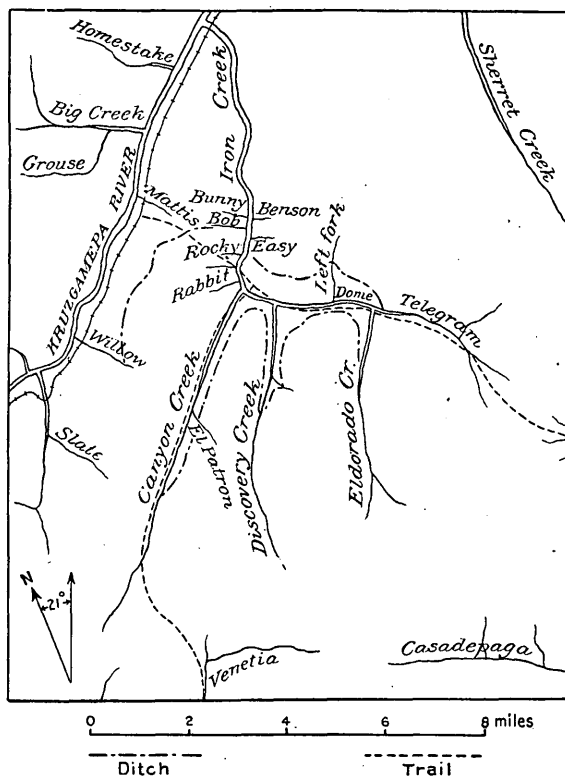 Homestake
Creek
Sherret Creek
Big Creek
Iron
Grouse
KRUZGAMEPA RIVER
Mattis
Bunny
Benson
Bob
Left fork
Rocky
Easy
Rabbit
Dome
Telegram
Willow
Canyon Creek
Discovery Creek
Eldorado Cr.
Slate
El Patron
N
21°
Venetia
Casadepaga
0 2 4 6 8 miles
Ditch Trail